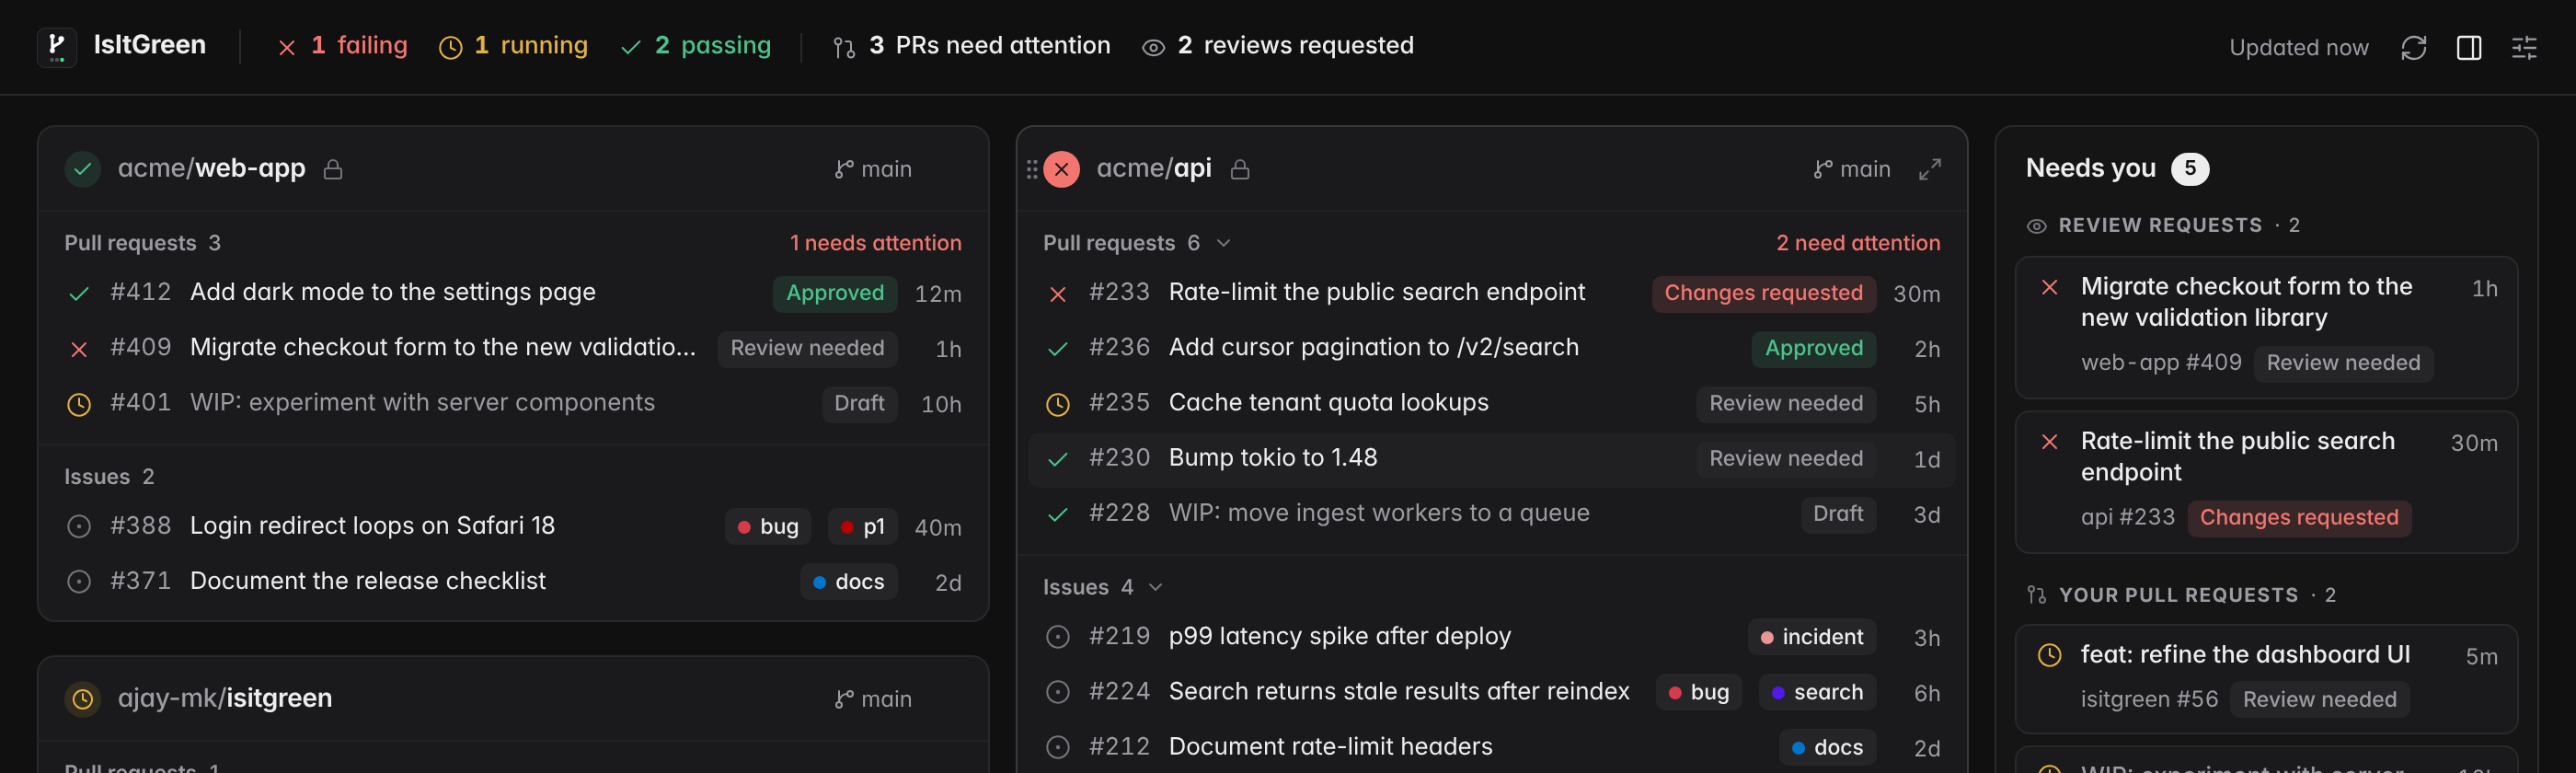 IsItGreen
1 failing
1 running
2 passing
3 PRs need attention
2 reviews requested
Updated now
acme/web-app
main
Pull requests 3
1 needs attention
#412 Add dark mode to the settings page Approved 12m
#409 Migrate checkout form to the new validatio... Review needed 1h
#401 WIP: experiment with server components Draft 10h
Issues 2
#388 Login redirect loops on Safari 18 bug p1 40m
#371 Document the release checklist docs 2d
ajay-mk/isitgreen
main
Pull requests 1
acme/api
main
Pull requests 6
2 need attention
#233 Rate-limit the public search endpoint Changes requested 30m
#236 Add cursor pagination to /v2/search Approved 2h
#235 Cache tenant quota lookups Review needed 5h
#230 Bump tokio to 1.48 Review needed 1d
#228 WIP: move ingest workers to a queue Draft 3d
Issues 4
#219 p99 latency spike after deploy incident 3h
#224 Search returns stale results after reindex bug search 6h
#212 Document rate-limit headers docs 2d
Needs you 5
REVIEW REQUESTS · 2
Migrate checkout form to the 1h
new validation library
web-app #409 Review needed
Rate-limit the public search 30m
endpoint
api #233 Changes requested
YOUR PULL REQUESTS · 2
feat: refine the dashboard UI 5m
isitgreen #56 Review needed
WIP: experiment with server